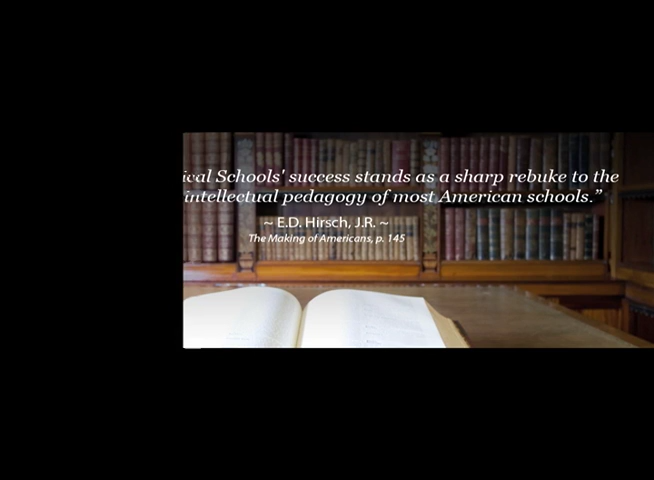 ival Schools' success stands as a sharp rebuke to the
intellectual pedagogy of most American schools.”
~ E.D. Hirsch, J.R. ~
The Making of Americans, p. 145